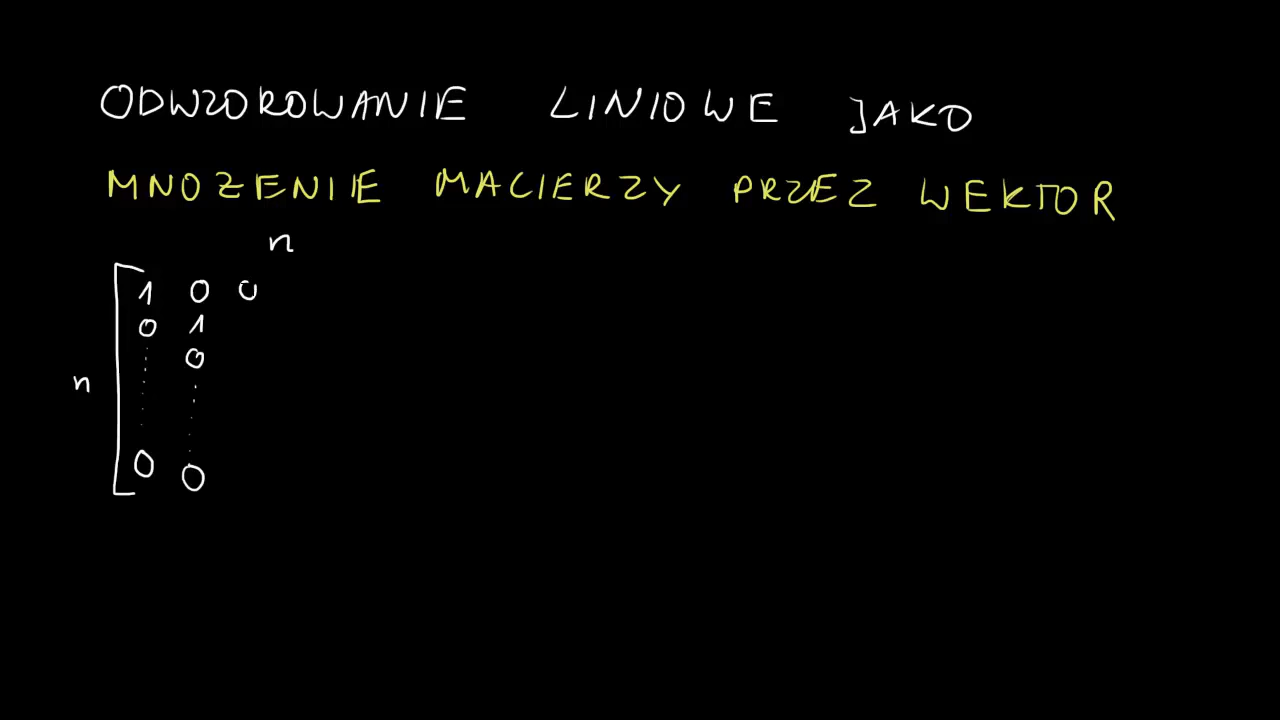 ODWZOROWANIE LINIOWE JAKO
MNOZENIE MACIERZY PRZEZ WEKTOR
n
1 0 0
0 1
0
n
0 0